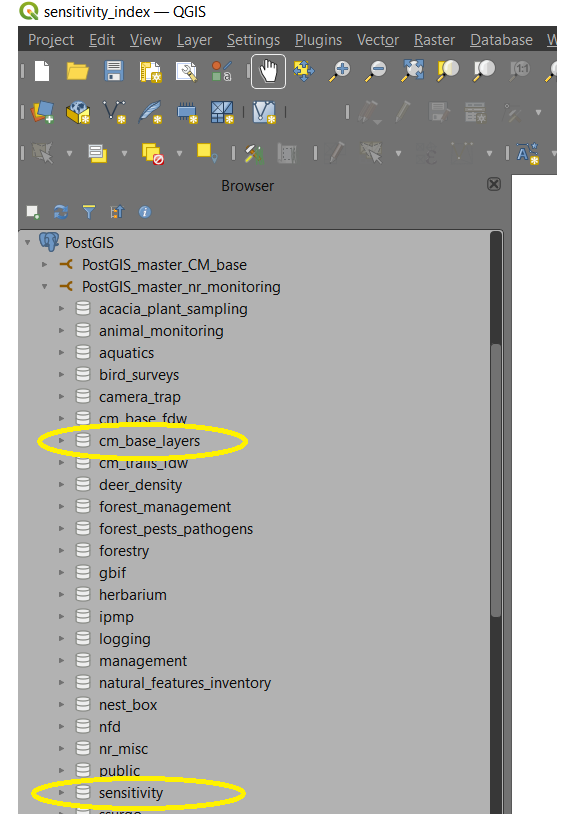 sensitivity_index — QGIS
Project Edit View Layer Settings Plugins Vector Raster Database W
Browser
PostGIS
PostGIS_master_CM_base
PostGIS_master_nr_monitoring
acacia_plant_sampling
animal_monitoring
aquatics
bird_surveys
camera_trap
cm_base_fdw
cm_base_layers
cm_trails_fdw
deer_density
forest_management
forest_pests_pathogens
forestry
gbif
herbarium
ipmp
logging
management
natural_features_inventory
nest_box
nfd
nr_misc
public
sensitivity